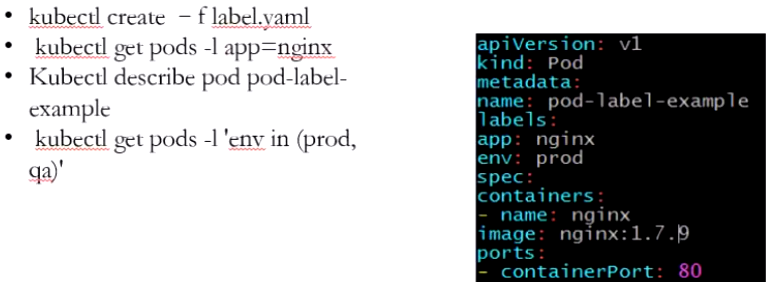 • kubectl create – f label.yaml
• kubectl get pods -l app=nginx
• Kubectl describe pod pod-label-
example
• kubectl get pods -l 'env in (prod,
qa)'
apiVersion: v1
kind: Pod
metadata:
name: pod-label-example
labels:
app: nginx
env: prod
spec:
containers:
- name: nginx
image: nginx:1.7.9
ports:
- containerPort: 80